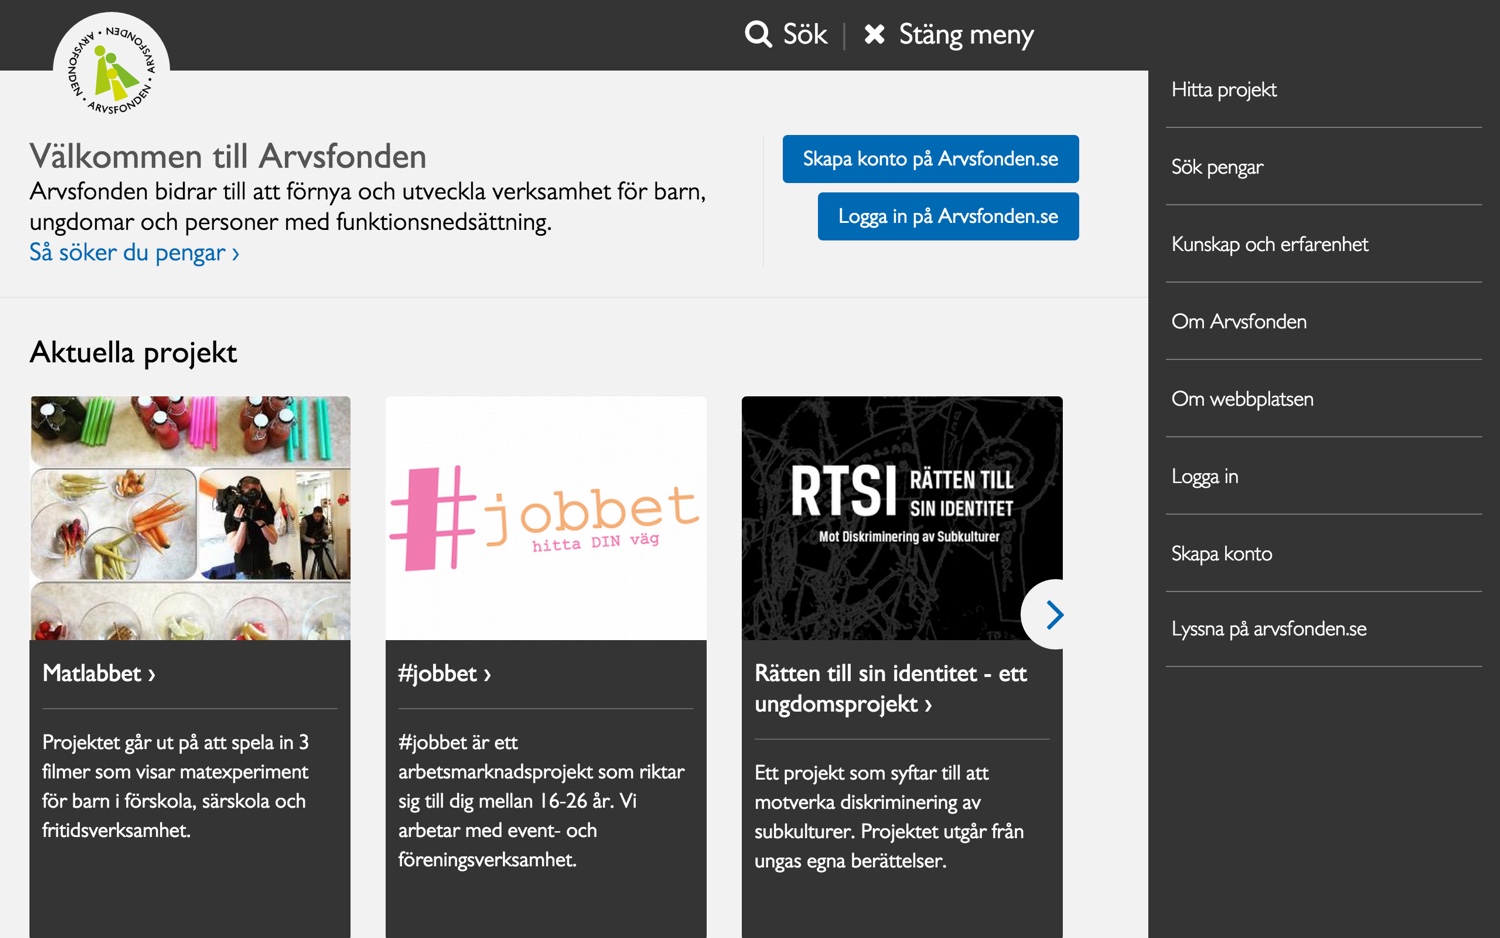 ARVSFONDEN • ARVSFONDEN • ARVSFONDEN •
Sök
Stäng meny
Välkommen till Arvsfonden
Arvsfonden bidrar till att förnya och utveckla verksamhet för barn,
ungdomar och personer med funktionsnedsättning.
Så söker du pengar ›
Skapa konto på Arvsfonden.se
Logga in på Arvsfonden.se
Aktuella projekt
#jobbet
hitta DIN väg
RTSI
RÄTTEN TILL
SIN IDENTITET
Mot Diskriminering av Subkulturer
Matlabbet ›
Projektet går ut på att spela in 3
filmer som visar matexperiment
för barn i förskola, särskola och
fritidsverksamhet.
#jobbet ›
#jobbet är ett
arbetsmarknadsprojekt som riktar
sig till dig mellan 16-26 år. Vi
arbetar med event- och
föreningsverksamhet.
Rätten till sin identitet - ett
ungdomsprojekt ›
Ett projekt som syftar till att
motverka diskriminering av
subkulturer. Projektet utgår från
ungas egna berättelser.
Hitta projekt
Sök pengar
Kunskap och erfarenhet
Om Arvsfonden
Om webbplatsen
Logga in
Skapa konto
Lyssna på arvsfonden.se